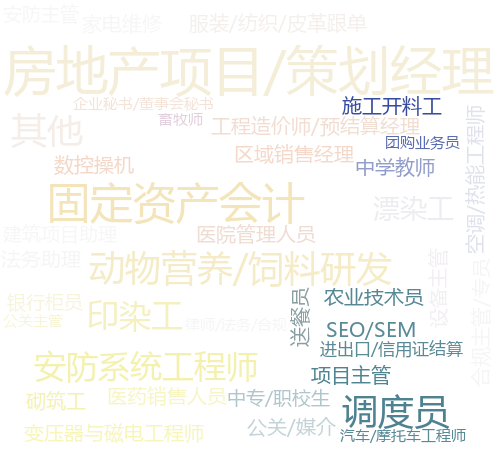 安防主管
家电维修
服装/纺织/皮革跟单
房地产项目/策划经理
企业秘书/董事会秘书
施工开料工
其他
畜牧师
工程造价师/预结算经理
空调/热能工程师
团购业务员
区域销售经理
数控操机
中学教师
固定资产会计
漂染工
建筑项目助理
医院管理人员
法务助理
动物营养/饲料研发
设备主管
合规主管/专员
银行柜员
印染工
送餐员
农业技术员
公关主管
律师/法务/合规
SEO/SEM
进出口/信用证结算
安防系统工程师
项目主管
砌筑工
医药销售人员
中专/职校生
调度员
变压器与磁电工程师
公关/媒介
汽车/摩托车工程师